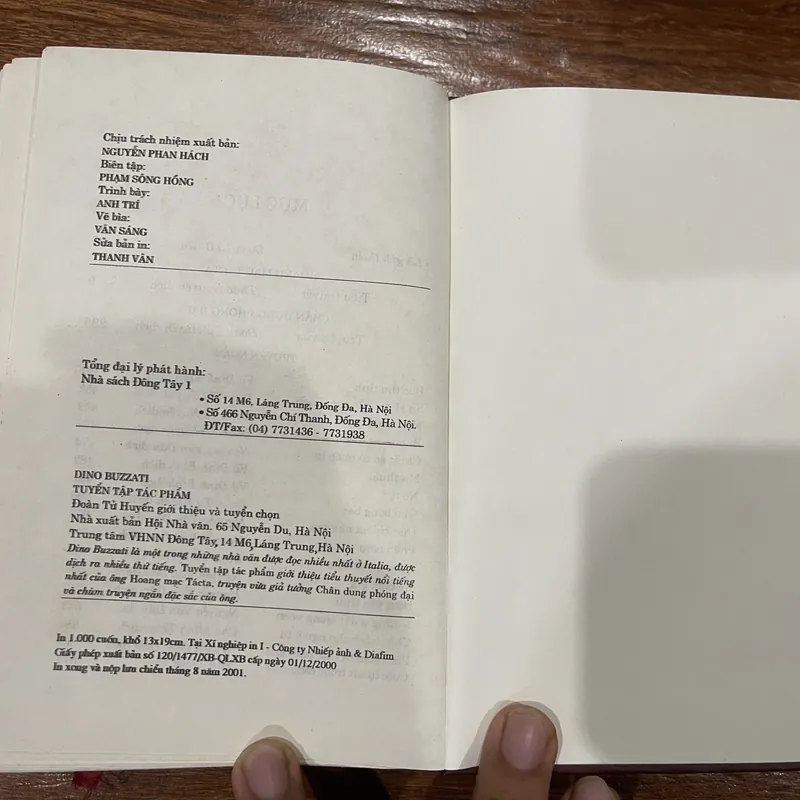 Chịu trách nhiệm xuất bản:
NGUYỄN PHAN HÁCH
Biên tập:
PHẠM SÔNG HỒNG
Trình bày:
ANH TRÍ
Vẽ bìa:
VĂN SÁNG
Sửa bản in:
THANH VÂN
Tổng đại lý phát hành:
Nhà sách Đông Tây 1
• Số 14 M6, Láng Trung, Đống Đa, Hà Nội
• Số 466 Nguyễn Chí Thanh, Đống Đa, Hà Nội.
ĐT/Fax: (04) 7731436 - 7731938
DINO BUZZATI
TUYỂN TẬP TÁC PHẨM
Đoàn Tử Huyến giới thiệu và tuyển chọn
Nhà xuất bản Hội Nhà văn. 65 Nguyễn Du, Hà Nội
Trung tâm VHNN Đông Tây, 14 M6, Láng Trung, Hà Nội
Dino Buzzati là một trong những nhà văn được đọc nhiều nhất ở Italia, được
dịch ra nhiều thứ tiếng. Tuyển tập tác phẩm giới thiệu tiểu thuyết nổi tiếng
nhất của ông Hoang mạc Tácta, truyện vừa giả tưởng Chân dung phóng đại
và chùm truyện ngắn đặc sắc của ông.
In 1.000 cuốn, khổ 13x19cm. Tại Xí nghiệp in I - Công ty Nhiếp ảnh & Diafim
Giấy phép xuất bản số 120/1477/XB-QLXB cấp ngày 01/12/2000
In xong và nộp lưu chiểu tháng 8 năm 2001.